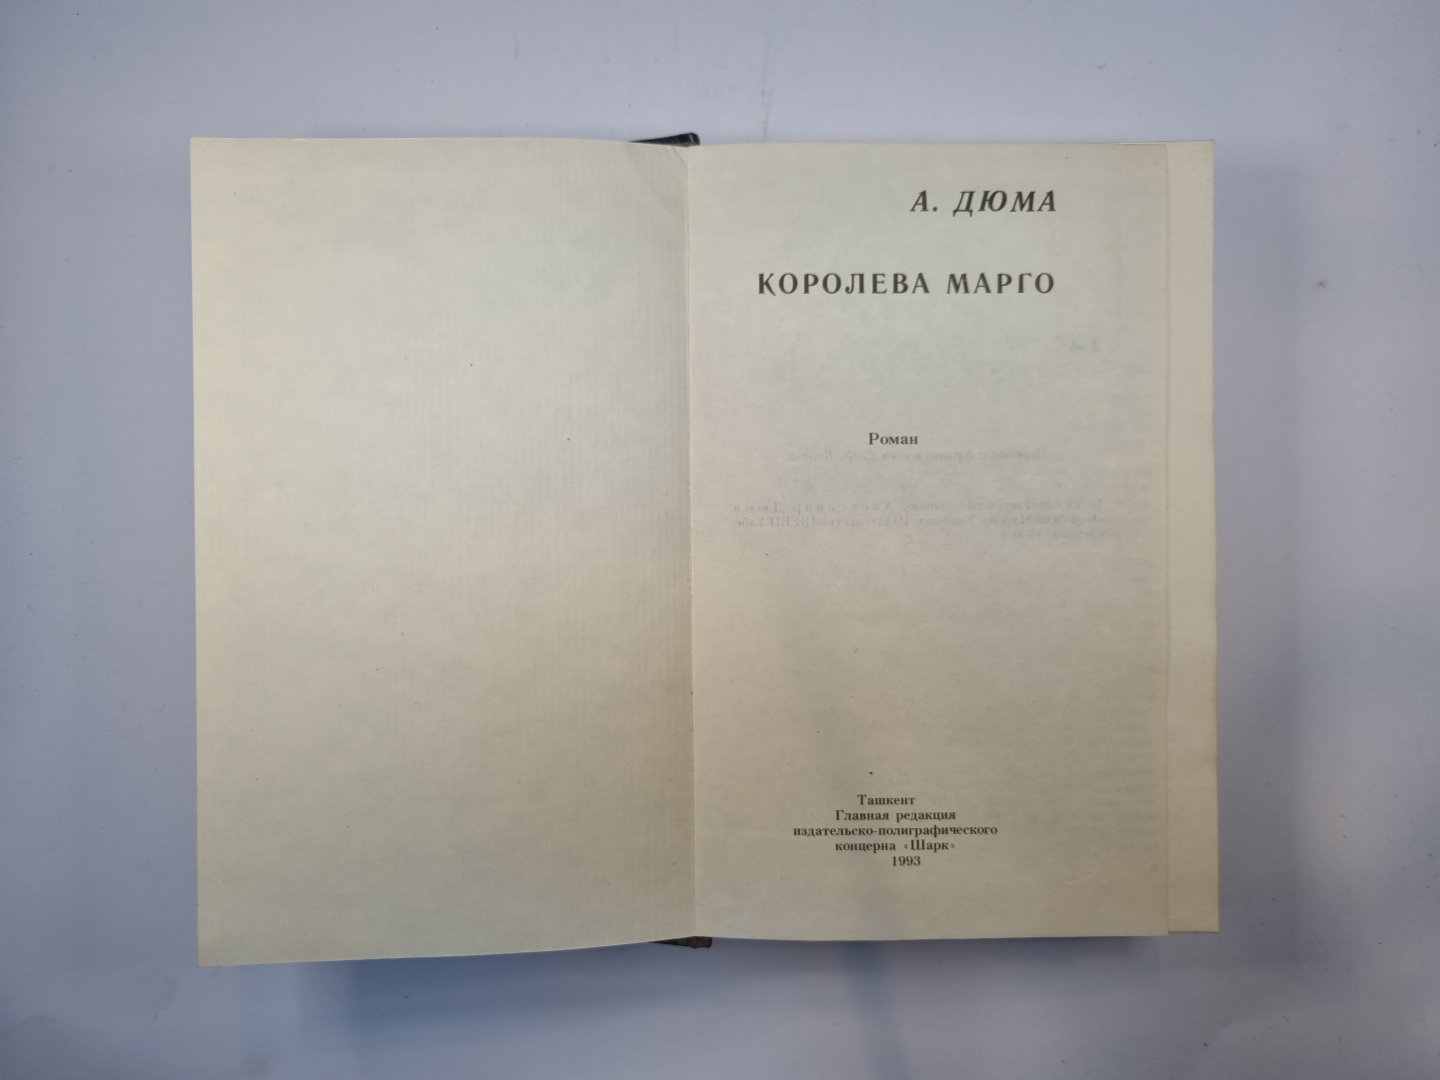 А. ДЮМА
КОРОЛЕВА МАРГО
Роман
Ташкент
Главная редакция
издательско-полиграфического
концерна «Шарк»
1993